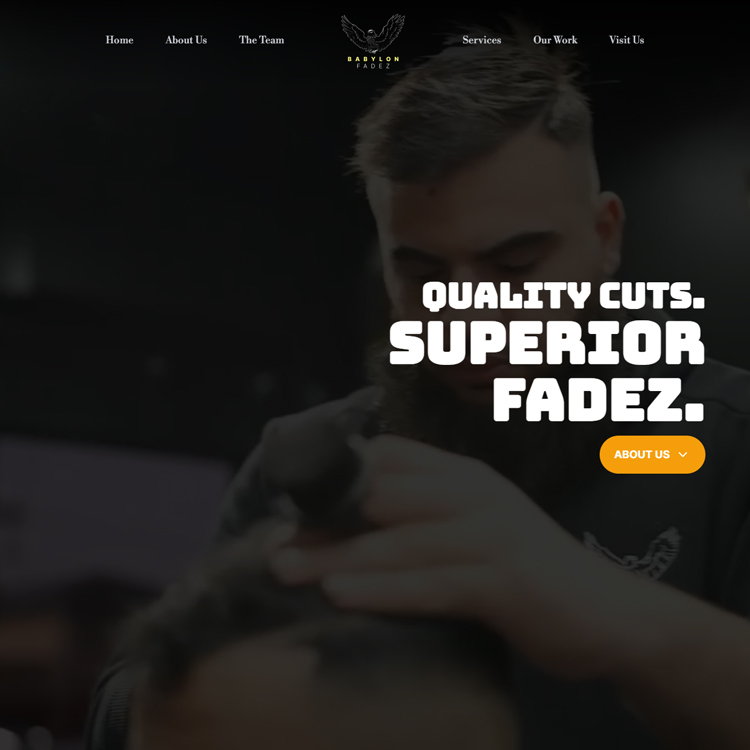 Home About Us The Team Services Our Work Visit Us
BABYLON
FADEZ
QUALITY CUTS.
SUPERIOR
FADEZ.
ABOUT US